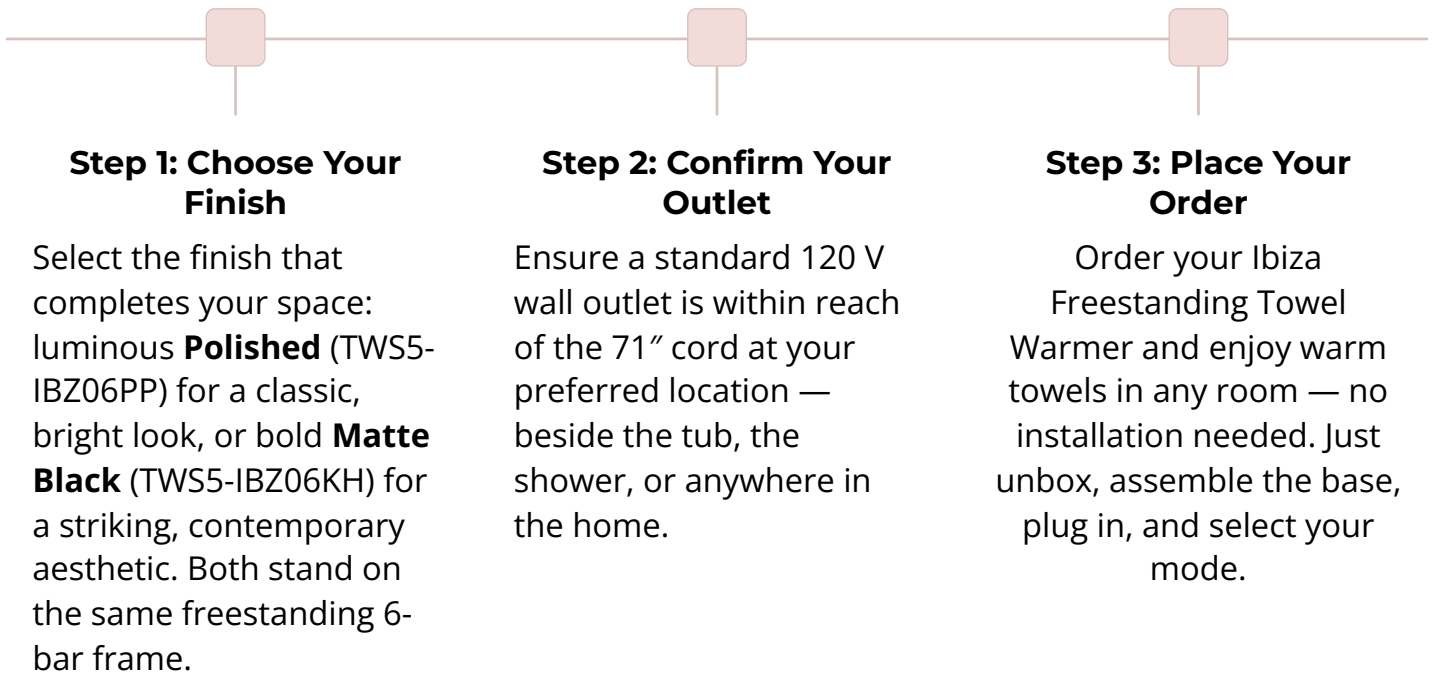 Step 1: Choose Your
Finish
Select the finish that
completes your space:
luminous Polished (TWS5-
IBZ06PP) for a classic,
bright look, or bold Matte
Black (TWS5-IBZ06KH) for
a striking, contemporary
aesthetic. Both stand on
the same freestanding 6-
bar frame.
Step 2: Confirm Your
Outlet
Ensure a standard 120 V
wall outlet is within reach
of the 71″ cord at your
preferred location —
beside the tub, the
shower, or anywhere in
the home.
Step 3: Place Your
Order
Order your Ibiza
Freestanding Towel
Warmer and enjoy warm
towels in any room — no
installation needed. Just
unbox, assemble the base,
plug in, and select your
mode.